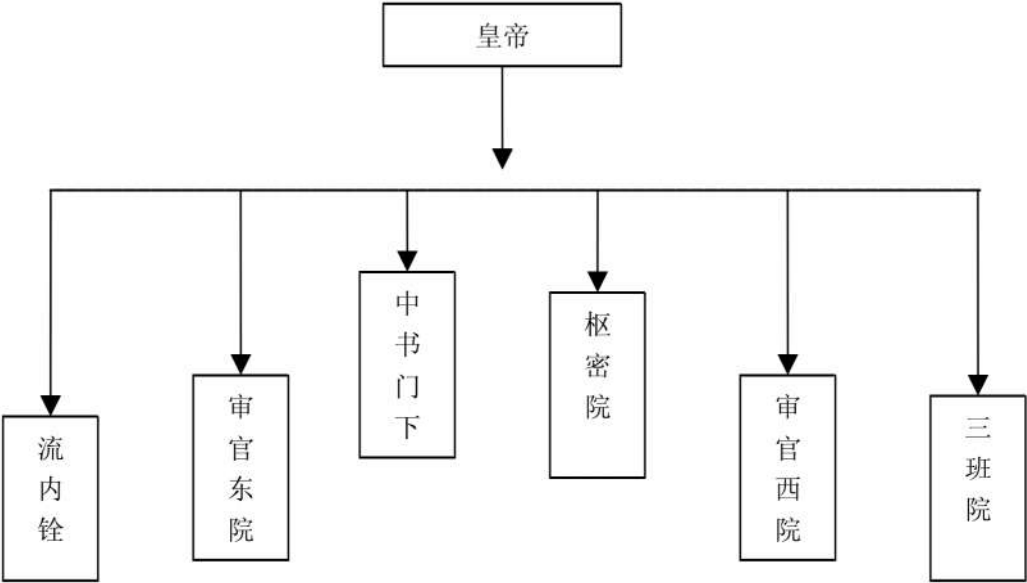 皇帝
流内铨
审官东院
中书门下
枢密院
审官西院
三班院